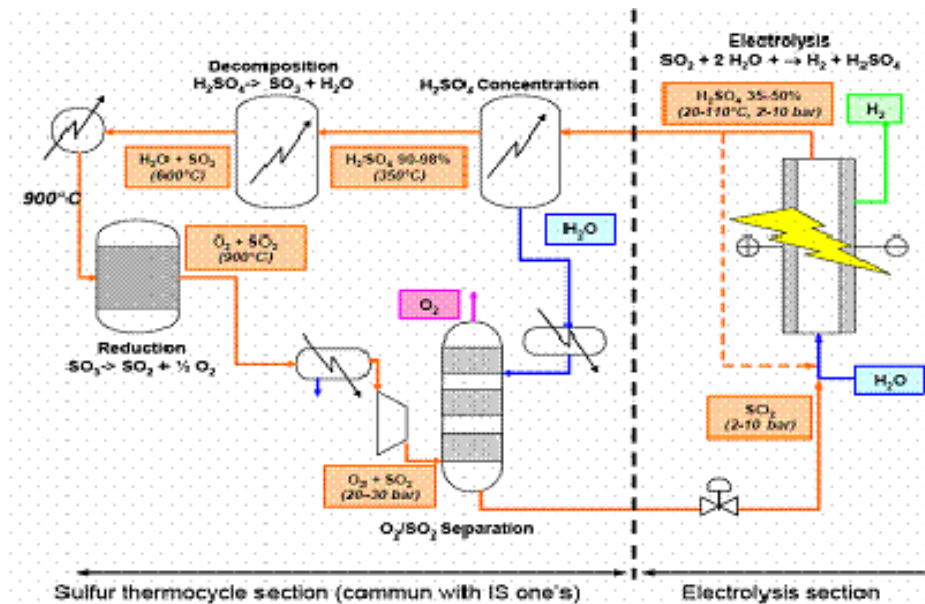 Electrolysis
SO₂ + 2 H₂O + → H₂ + H₂SO₄
Decomposition
H₂SO₄-> SO₃ + H₂O
H₂SO₄ Concentration
H₂SO₄ 35-50%
(20-110°C, 2-10 bar)
H₂
H₂O + SO₃
(600°C)
H₂SO₄ 90-98%
(350°C)
900°C
O₂ + SO₂
(900°C)
H₂O
O₂
Reduction
SO₃-> SO₂ + ½ O₂
H₂O
SO₂
(2-10 bar)
O₂ + SO₂
(20-30 bar)
O₂/SO₂ Separation
Sulfur thermocycle section (commun with IS one's)
Electrolysis section